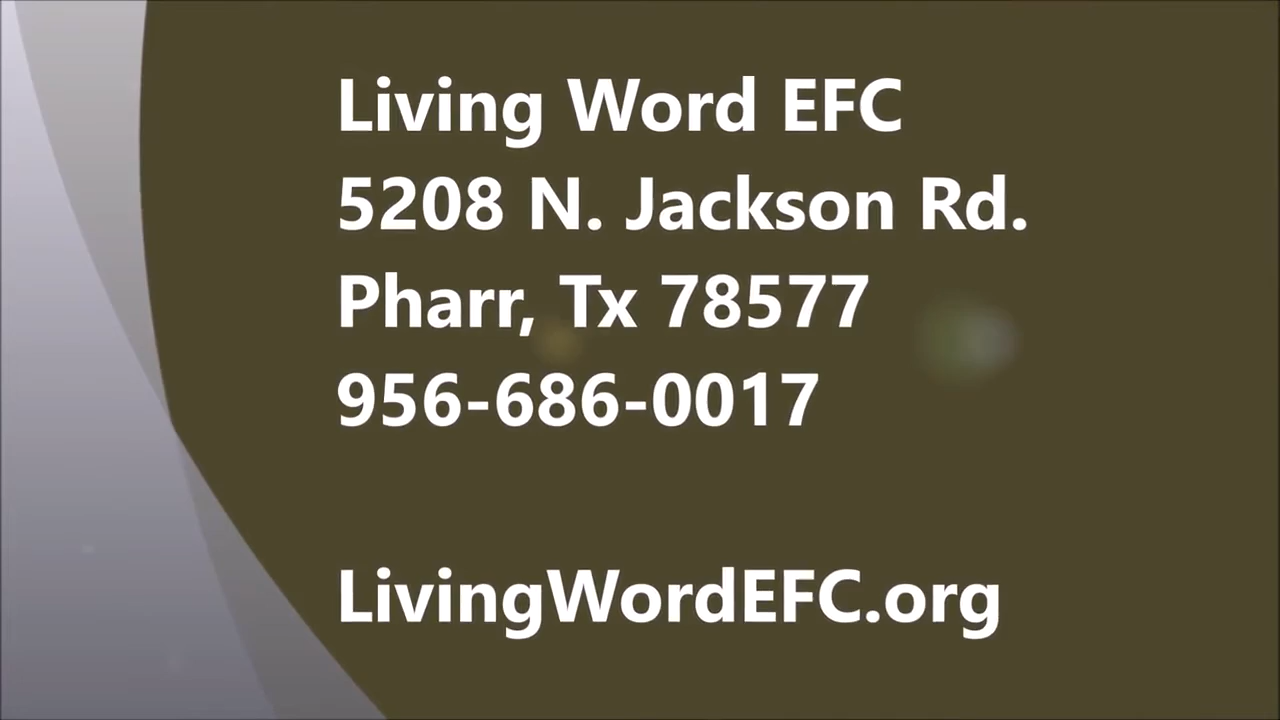 Living Word EFC
5208 N. Jackson Rd.
Pharr, Tx 78577
956-686-0017
LivingWordEFC.org